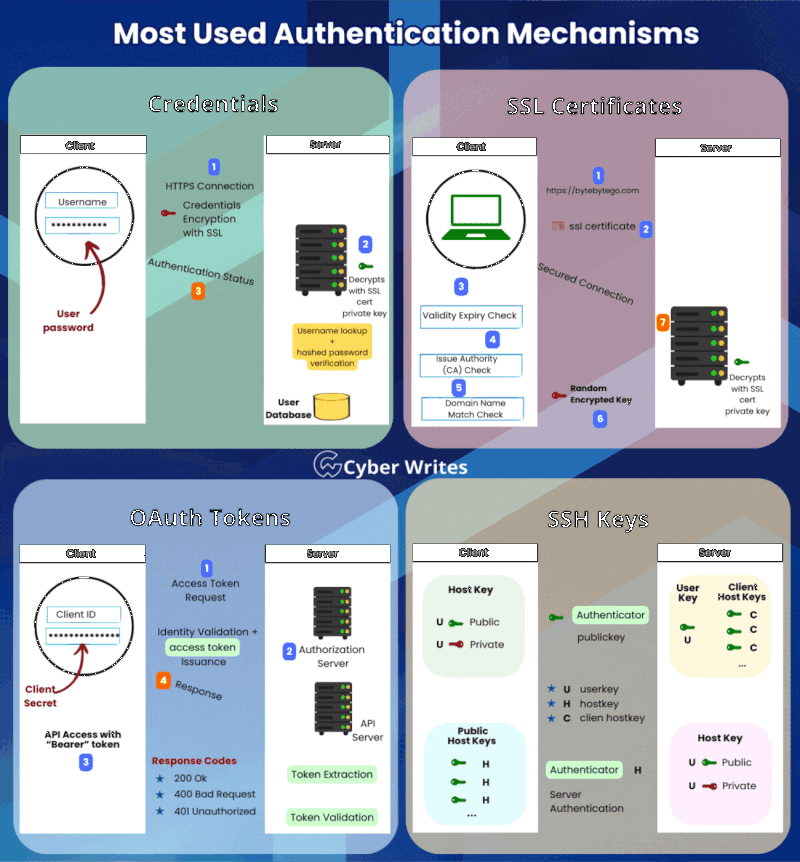 Most Used Authentication Mechanisms
Credentials
Client
Server
Username
•••••••••••
User
password
1
HTTPS Connection
Credentials
Encryption
with SSL
Authentication Status
3
2
Decrypts
with SSL
cert
private key
Username lookup
+
hashed password
verification
User
Database
SSL Certificates
Client
Server
1
https://bytebytego.com
ssl certificate
2
Secured Connection
3
Validity Expiry Check
4
Issue Authority
(CA) Check
5
Domain Name
Match Check
Random
Encrypted Key
6
7
Decrypts
with SSL
cert
private key
Cyber Writes
OAuth Tokens
Client
Server
Client ID
••••••••••••••
Client
Secret
API Access with
"Bearer" token
3
1
Access Token
Request
Identity Validation +
access token
Issuance
4
Response
Response Codes
★ 200 Ok
★ 400 Bad Request
★ 401 Unauthorized
2
Authorization
Server
API
Server
Token Extraction
Token Validation
SSH Keys
Client
Server
Host Key
U Public
U Private
Public
Host Keys
H
H
H
...
Authenticator
publickey
★ U userkey
★ H hostkey
★ C clien hostkey
Authenticator H
Server
Authentication
User
Key
U
Client
Host Keys
C
C
C
...
Host Key
U Public
U Private